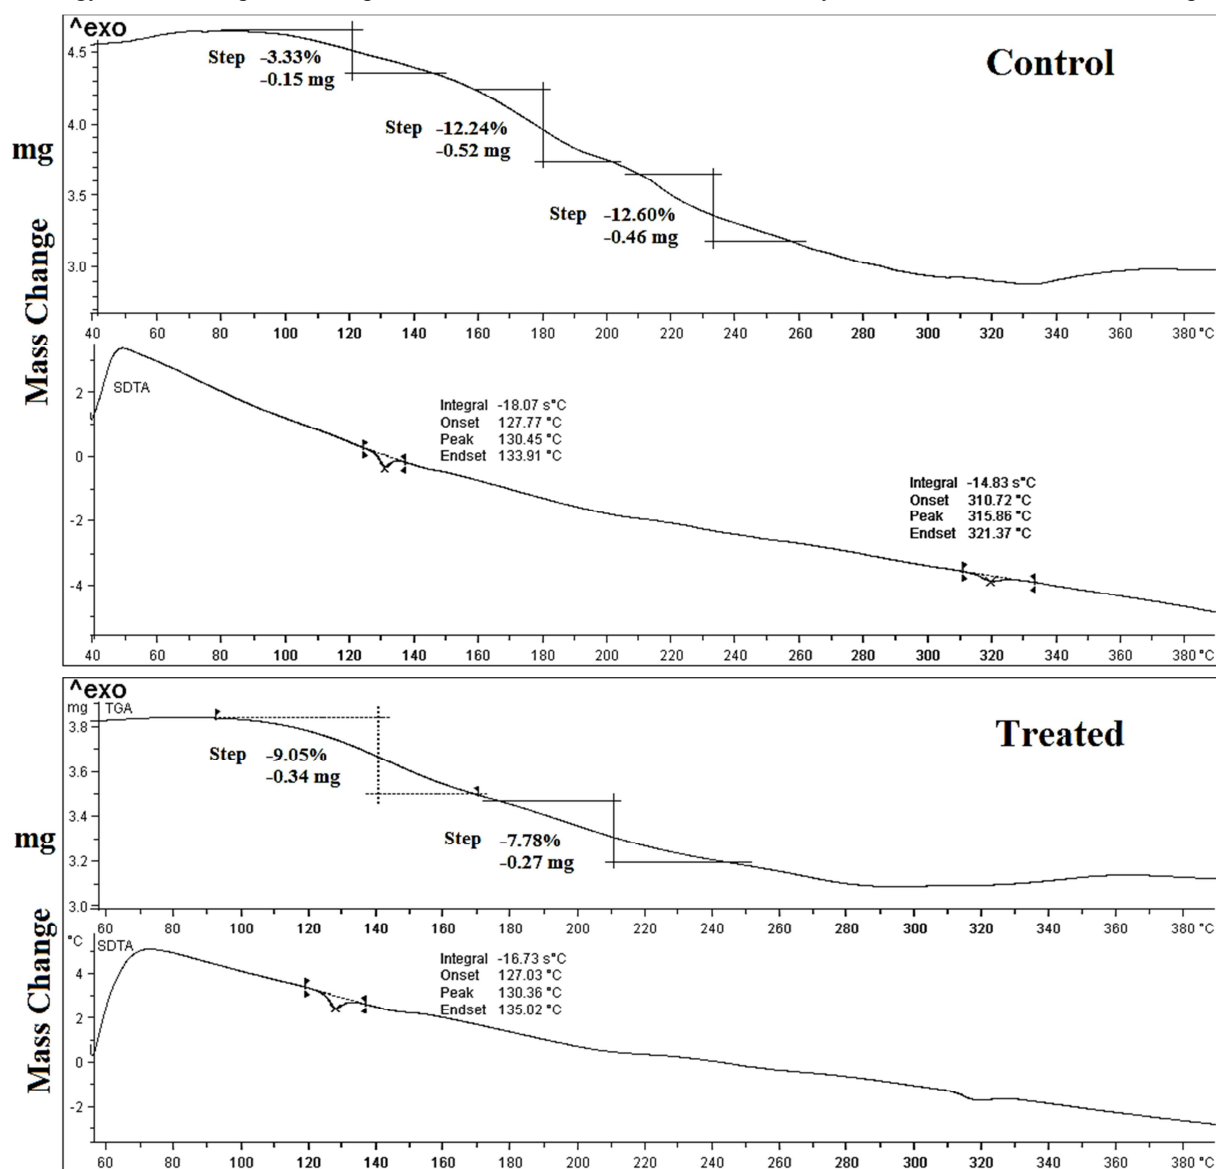 ^exo
Control
4.5
4.0
3.5
3.0
Step -3.33%
-0.15 mg
Step -12.24%
-0.52 mg
Step -12.60%
-0.46 mg
mg
Mass Change
40 60 80 100 120 140 160 180 200 220 240 260 280 300 320 340 360 380 °C
SDTA
2
0
-2
-4
Integral -18.07 s°C
Onset 127.77 °C
Peak 130.45 °C
Endset 133.91 °C
Integral -14.83 s°C
Onset 310.72 °C
Peak 315.86 °C
Endset 321.37 °C
40 60 80 100 120 140 160 180 200 220 240 260 280 300 320 340 360 380 °C
^exo
mg TGA
Treated
3.8
3.6
3.4
3.2
3.0
Step -9.05%
-0.34 mg
Step -7.78%
-0.27 mg
mg
Mass Change
60 80 100 120 140 160 180 200 220 240 260 280 300 320 340 360 380 °C
°C SDTA
4
2
0
-2
Integral -16.73 s°C
Onset 127.03 °C
Peak 130.36 °C
Endset 135.02 °C
60 80 100 120 140 160 180 200 220 240 260 280 300 320 340 360 380 °C